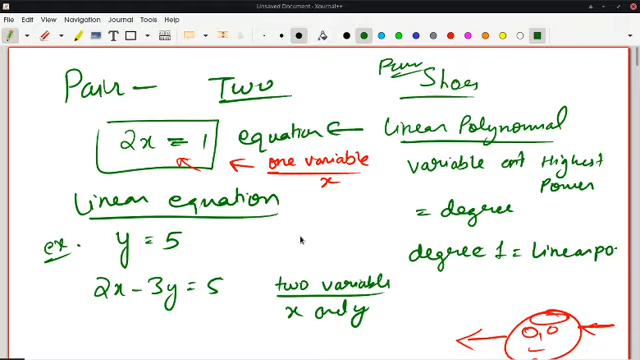 Unsaved Document - Xournal++
File Edit View Navigation Journal Tools Plugin Help
Pair - Two
Pair Shoes
2x = 1 equation ← Linear Polynomial
← one variable
x
variable की Highest Power
= degree
Linear equation
ex. y = 5
degree 1 = Linear po
2x - 3y = 5 two variable
x and y